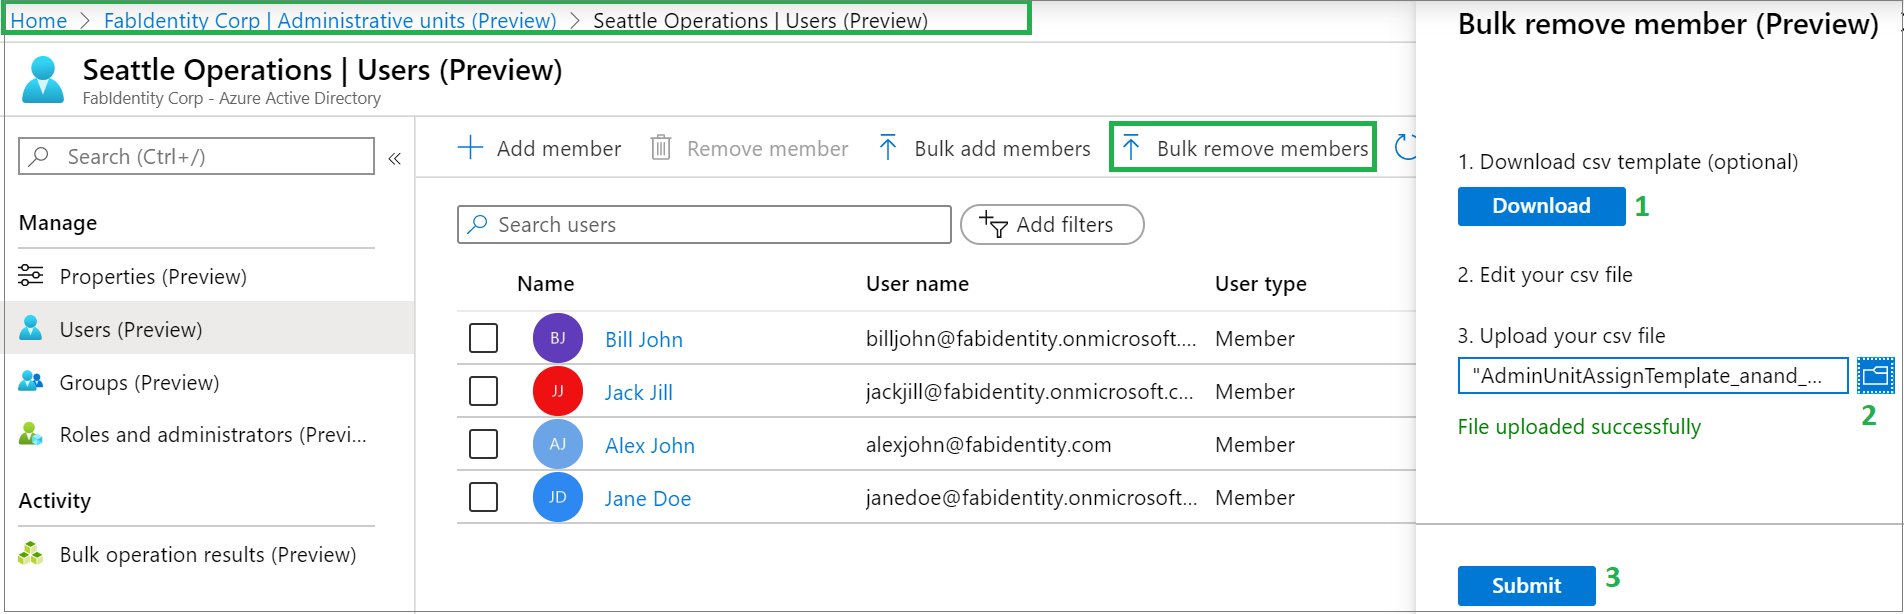 Home > FabIdentity Corp | Administrative units (Preview) > Seattle Operations | Users (Preview)
Seattle Operations | Users (Preview)
FabIdentity Corp - Azure Active Directory
Search (Ctrl+/)
«
Manage
Properties (Preview)
Users (Preview)
Groups (Preview)
Roles and administrators (Previ...
Activity
Bulk operation results (Preview)
Add member
Remove member
Bulk add members
Bulk remove members
Search users
Add filters
Name User name User type
BJ Bill John billjohn@fabidentity.onmicrosoft.... Member
JJ Jack Jill jackjill@fabidentity.onmicrosoft.c... Member
AJ Alex John alexjohn@fabidentity.com Member
JD Jane Doe janedoe@fabidentity.onmicrosoft... Member
Bulk remove member (Preview)
1. Download csv template (optional)
Download 1
2. Edit your csv file
3. Upload your csv file
"AdminUnitAssignTemplate_anand_...
2
File uploaded successfully
Submit 3